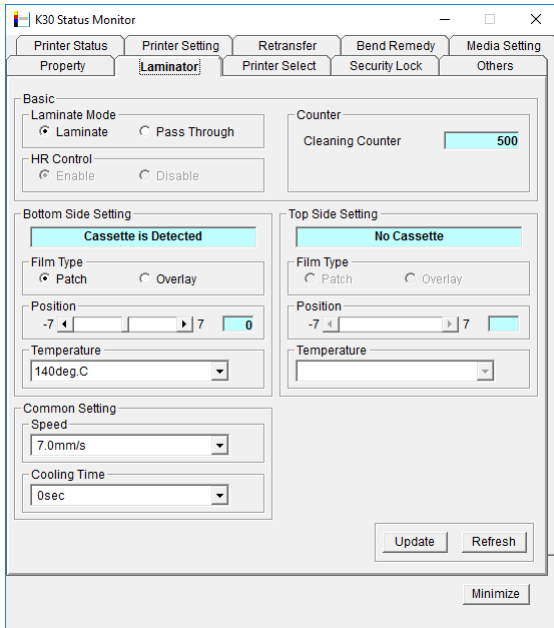 K30 Status Monitor
Printer Status Printer Setting Retransfer Bend Remedy Media Setting
Property Laminator Printer Select Security Lock Others
Basic
Laminate Mode
Laminate Pass Through
HR Control
Enable Disable
Counter
Cleaning Counter 500
Bottom Side Setting
Cassette is Detected
Film Type
Patch Overlay
Position
-7 7 0
Temperature
140deg.C
Top Side Setting
No Cassette
Film Type
Patch Overlay
Position
-7 7
Temperature
Common Setting
Speed
7.0mm/s
Cooling Time
0sec
Update Refresh
Minimize